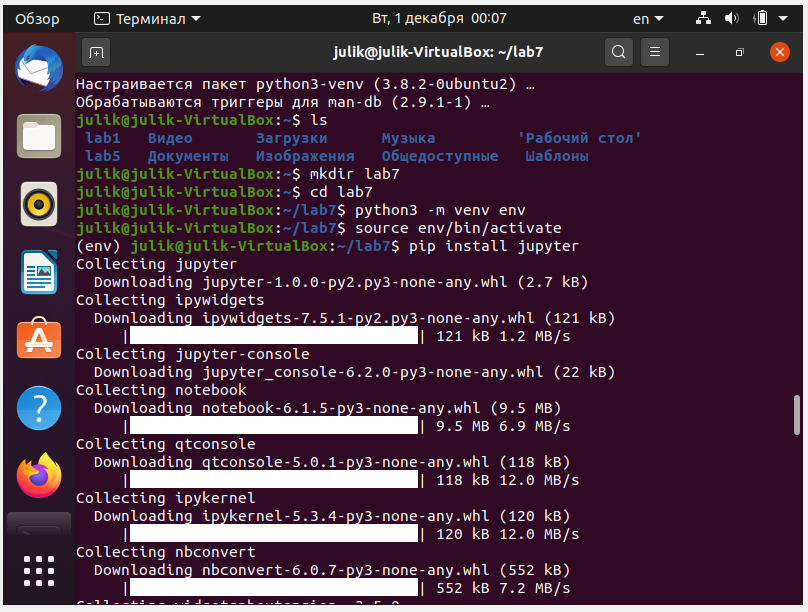 Обзор Терминал Вт, 1 декабря 00:07 en
julik@julik-VirtualBox: ~/lab7
Настраивается пакет python3-venv (3.8.2-0ubuntu2) …
Обрабатываются триггеры для man-db (2.9.1-1) …
julik@julik-VirtualBox:~$ ls
lab1 Видео Загрузки Музыка 'Рабочий стол'
lab5 Документы Изображения Общедоступные Шаблоны
julik@julik-VirtualBox:~$ mkdir lab7
julik@julik-VirtualBox:~$ cd lab7
julik@julik-VirtualBox:~/lab7$ python3 -m venv env
julik@julik-VirtualBox:~/lab7$ source env/bin/activate
(env) julik@julik-VirtualBox:~/lab7$ pip install jupyter
Collecting jupyter
Downloading jupyter-1.0.0-py2.py3-none-any.whl (2.7 kB)
Collecting ipywidgets
Downloading ipywidgets-7.5.1-py2.py3-none-any.whl (121 kB)
| | 121 kB 1.2 MB/s
Collecting jupyter-console
Downloading jupyter_console-6.2.0-py3-none-any.whl (22 kB)
Collecting notebook
Downloading notebook-6.1.5-py3-none-any.whl (9.5 MB)
| | 9.5 MB 6.9 MB/s
Collecting qtconsole
Downloading qtconsole-5.0.1-py3-none-any.whl (118 kB)
| | 118 kB 12.0 MB/s
Collecting ipykernel
Downloading ipykernel-5.3.4-py3-none-any.whl (120 kB)
| | 120 kB 12.0 MB/s
Collecting nbconvert
Downloading nbconvert-6.0.7-py3-none-any.whl (552 kB)
| | 552 kB 7.2 MB/s